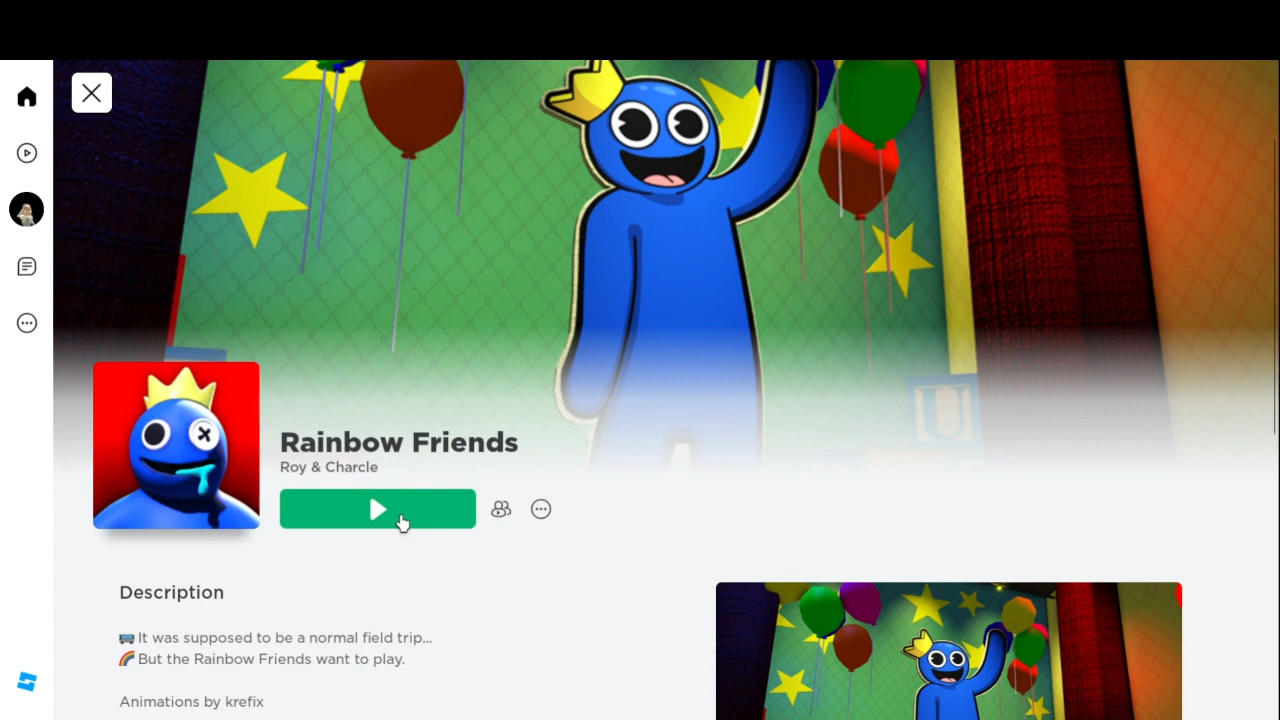 Rainbow Friends
Roy & Charcle
Description
It was supposed to be a normal field trip...
But the Rainbow Friends want to play.
Animations by krefix
U